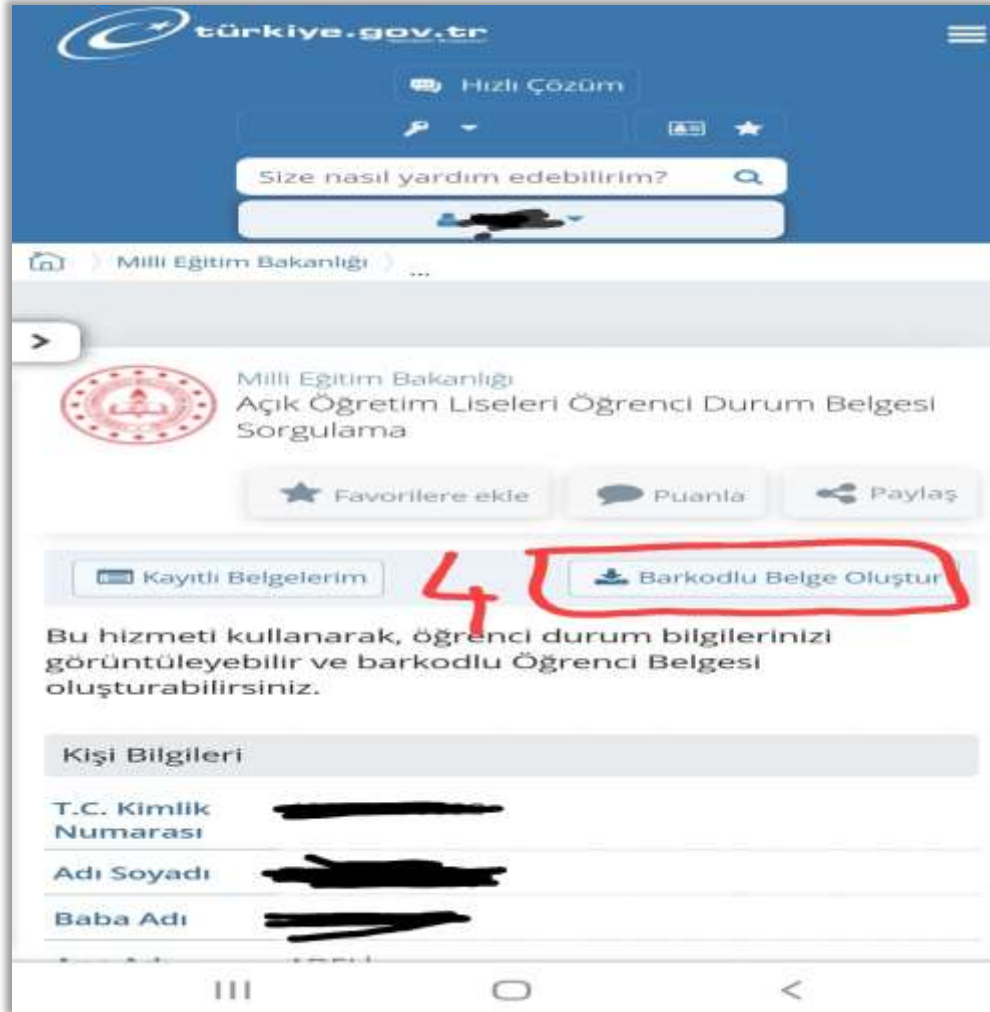 türkiye.gov.tr
Hızlı Çözüm
Size nasıl yardım edebilirim?
Milli Eğitim Bakanlığı
...
Milli Eğitim Bakanlığı
Açık Öğretim Liseleri Öğrenci Durum Belgesi
Sorgulama
Favorilere ekle Puanla Paylaş
Kayıtlı Belgelerim 4 Barkodlu Belge Oluştur
Bu hizmeti kullanarak, öğrenci durum bilgilerinizi
görüntüleyebilir ve barkodlu Öğrenci Belgesi
oluşturabilirsiniz.
Kişi Bilgileri
T.C. Kimlik
Numarası
Adı Soyadı
Baba Adı